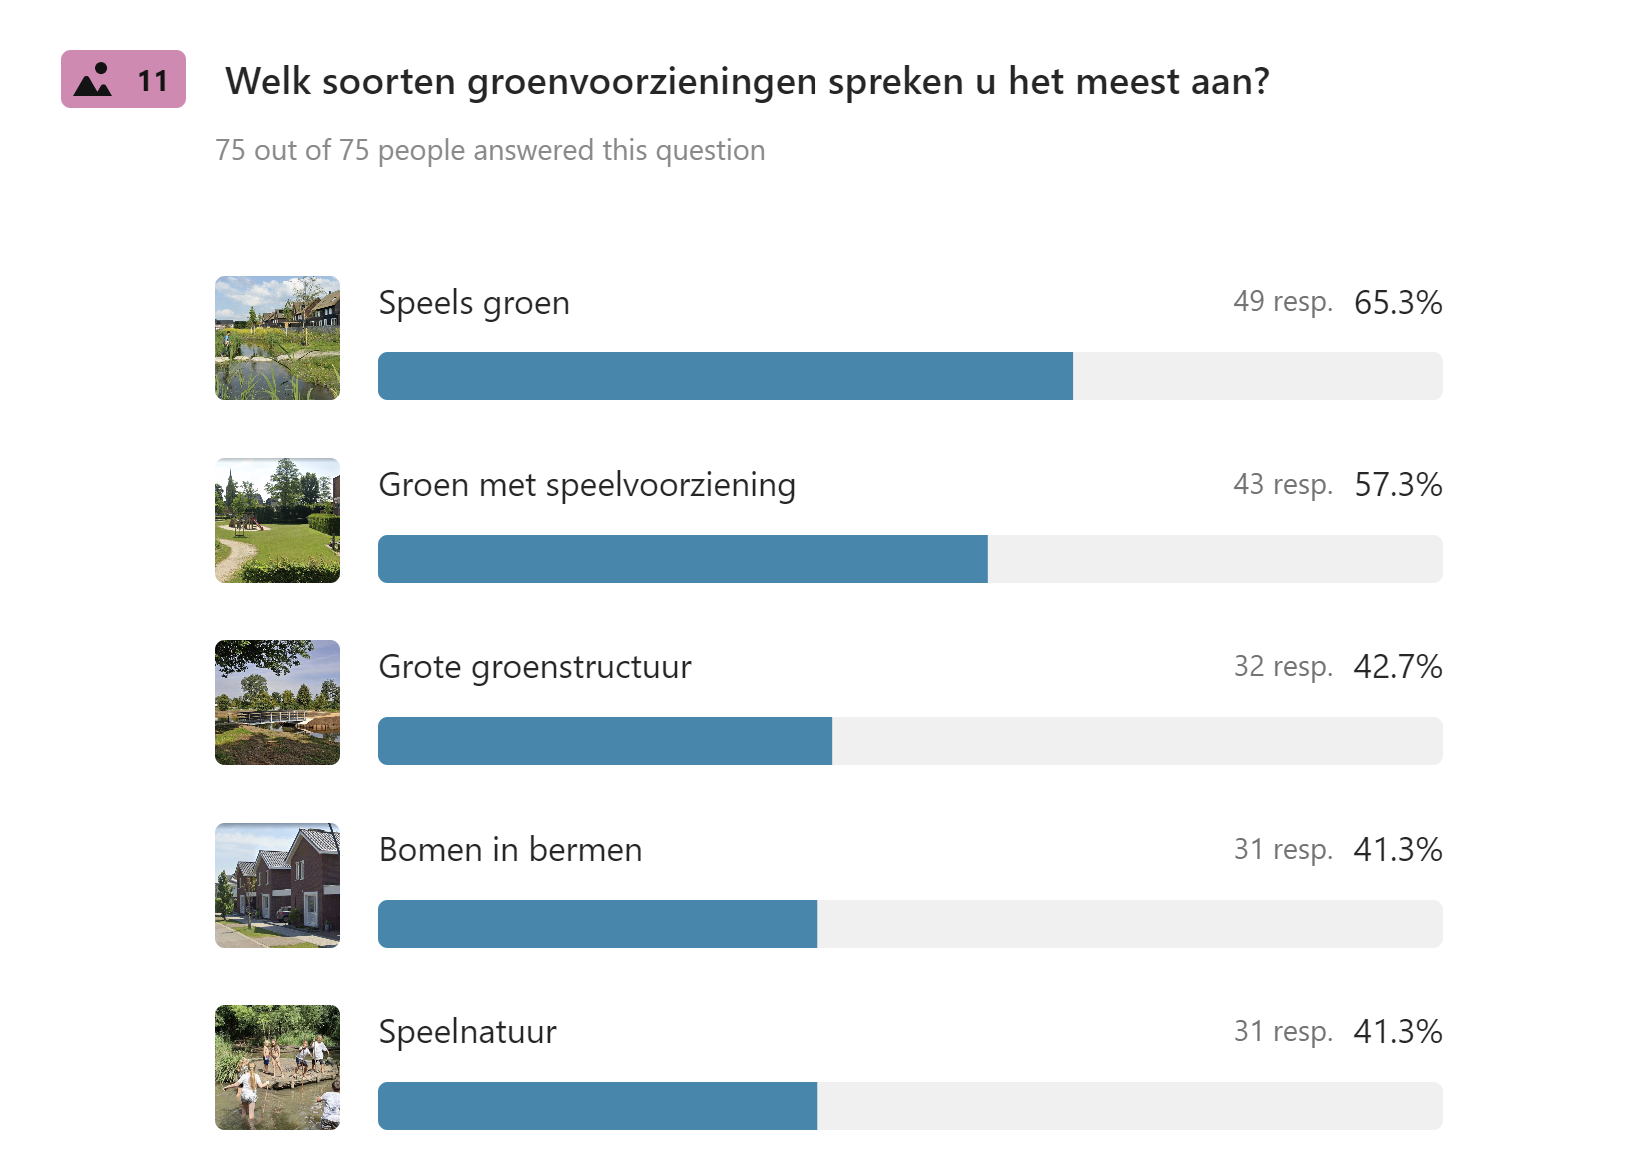 11 Welk soorten groenvoorzieningen spreken u het meest aan?
75 out of 75 people answered this question
Speels groen 49 resp. 65.3%
Groen met speelvoorziening 43 resp. 57.3%
Grote groenstructuur 32 resp. 42.7%
Bomen in bermen 31 resp. 41.3%
Speelnatuur 31 resp. 41.3%